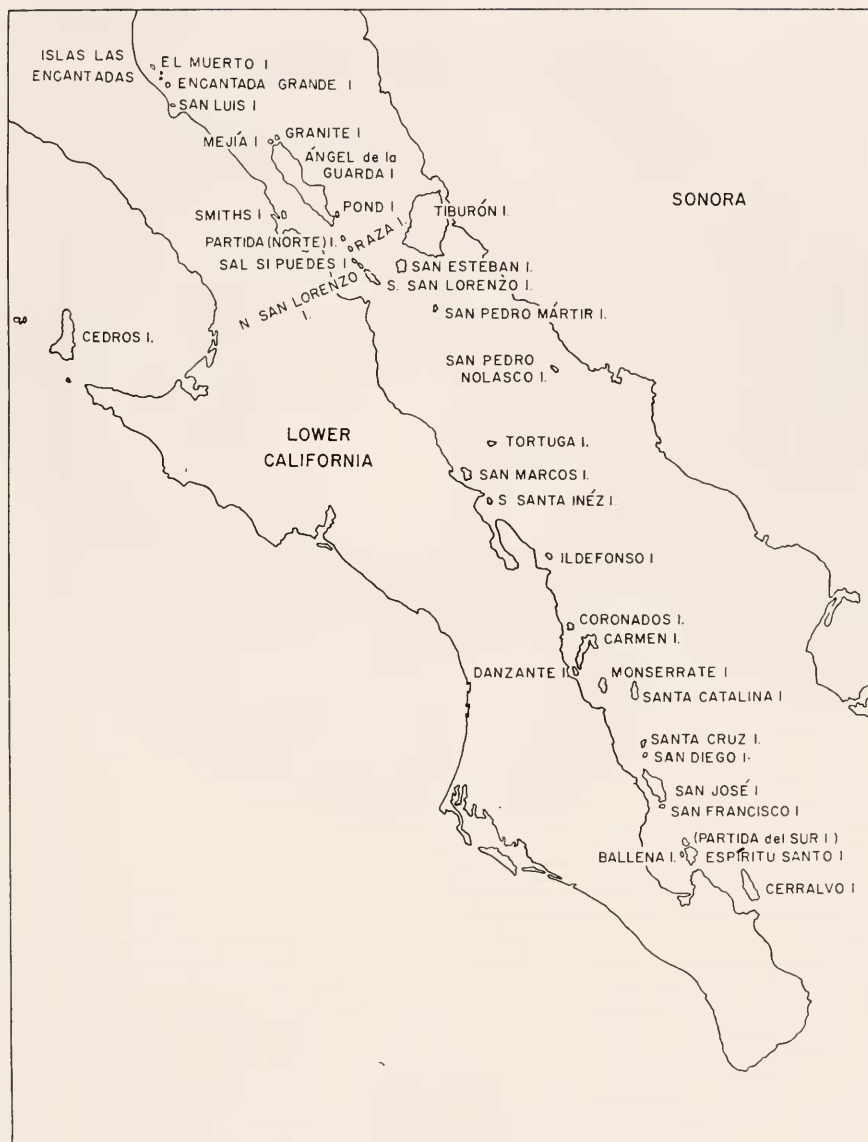 ISLAS LAS
ENCANTADAS
EL MUERTO I
ENCANTADA GRANDE I
SAN LUIS I
MEJÍA I
GRANITE I
ÁNGEL de la
GUARDA I
SMITHS I
POND I
TIBURÓN I.
SONORA
PARTIDA (NORTE) I.
RAZA I.
SAL SI PUEDES I
SAN ESTEBAN I.
S. SAN LORENZO I.
N SAN LORENZO
I.
SAN PEDRO MÁRTIR I.
CEDROS I.
SAN PEDRO
NOLASCO I.
LOWER
CALIFORNIA
TORTUGA I.
SAN MARCOS I.
S SANTA INÉZ I
ILDEFONSO I
CORONADOS I.
CARMEN I.
DANZANTE I.
MONSERRATE I
SANTA CATALINA I
SANTA CRUZ I.
SAN DIEGO I.
SAN JOSÉ I
SAN FRANCISCO I
(PARTIDA del SUR I)
BALLENA I.
ESPÍRITU SANTO I
CERRALVO I